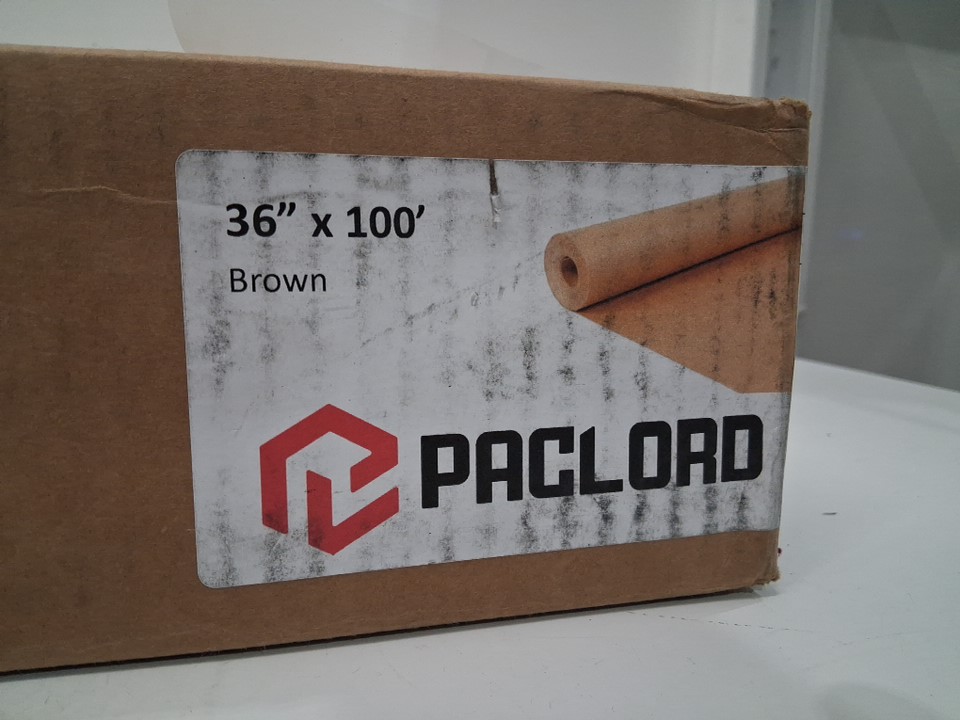 36” x 100’
Brown
PACLORD